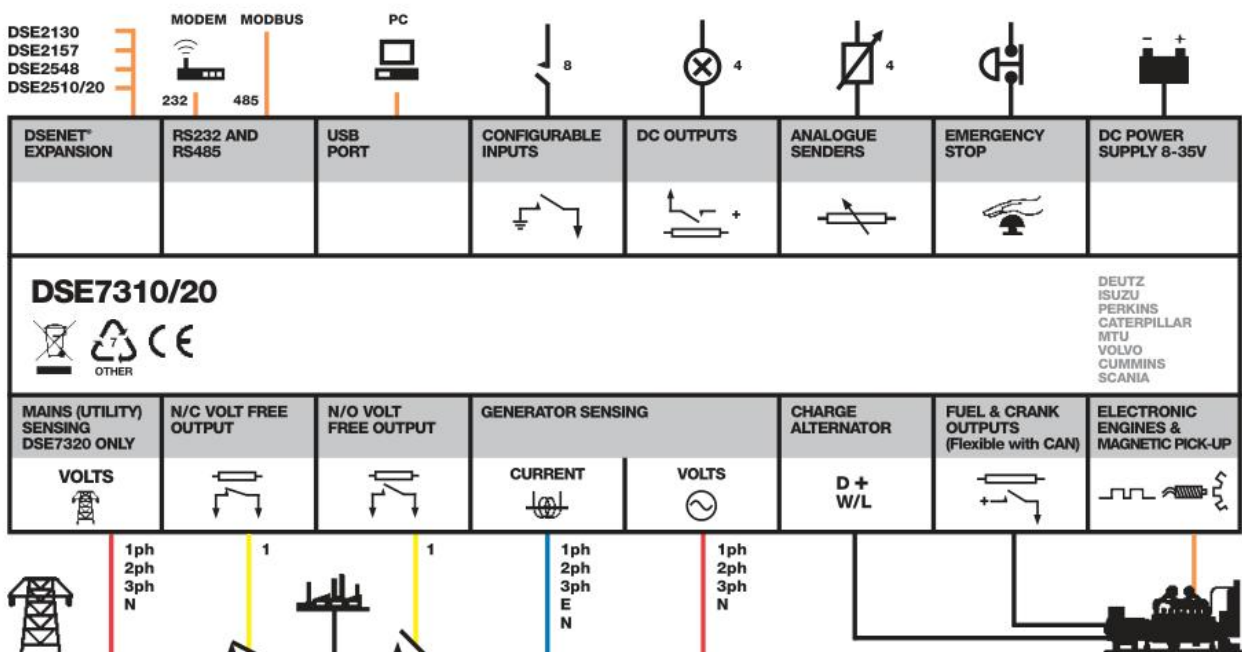 DSE2130
DSE2157
DSE2548
DSE2510/20
MODEM
MODBUS
PC
232
485
8
4
4
- +
DSENET®
EXPANSION
RS232 AND
RS485
USB
PORT
CONFIGURABLE
INPUTS
DC OUTPUTS
ANALOGUE
SENDERS
EMERGENCY
STOP
DC POWER
SUPPLY 8-35V
+
DSE7310/20
7
OTHER
CE
DEUTZ
ISUZU
PERKINS
CATERPILLAR
MTU
VOLVO
CUMMINS
SCANIA
MAINS (UTILITY)
SENSING
DSE7320 ONLY
VOLTS
N/C VOLT FREE
OUTPUT
N/O VOLT
FREE OUTPUT
GENERATOR SENSING
CURRENT
VOLTS
CHARGE
ALTERNATOR
D +
W/L
FUEL & CRANK
OUTPUTS
(Flexible with CAN)
+
ELECTRONIC
ENGINES &
MAGNETIC PICK-UP
1ph
2ph
3ph
N
1
1
1ph
2ph
3ph
E
N
1ph
2ph
3ph
N